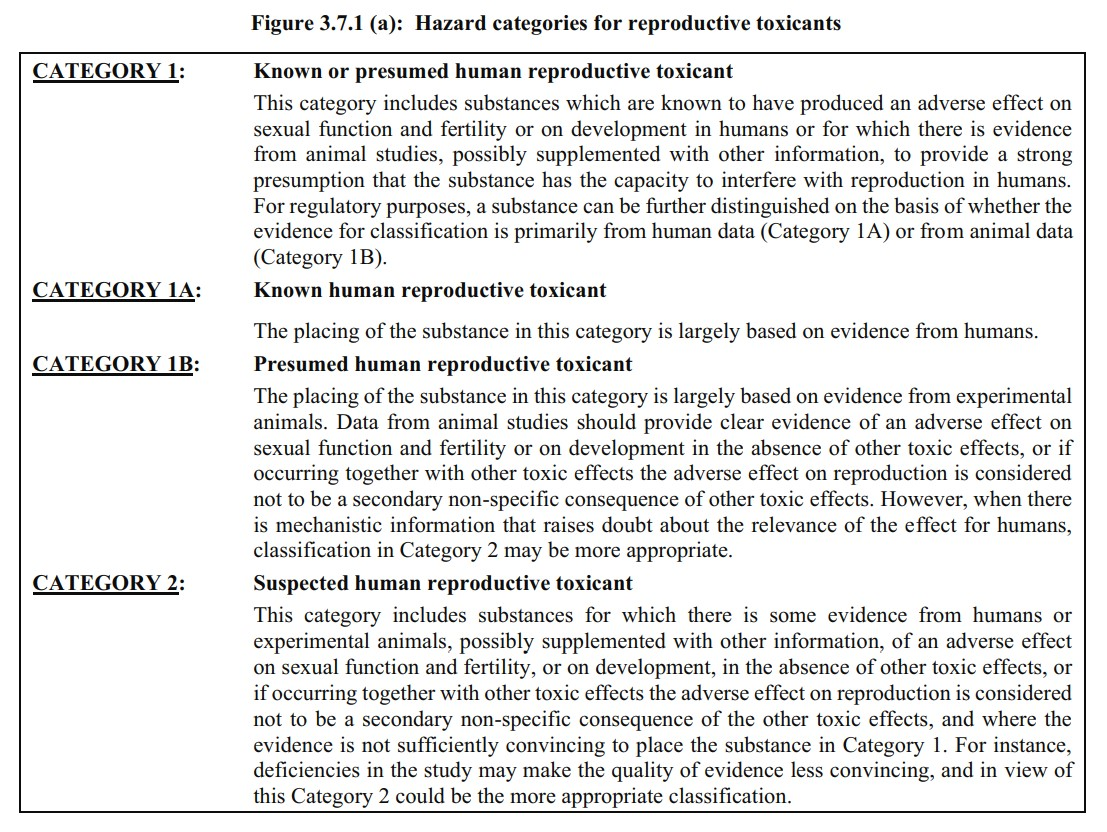 Figure 3.7.1 (a): Hazard categories for reproductive toxicants
CATEGORY 1: Known or presumed human reproductive toxicant
This category includes substances which are known to have produced an adverse effect on
sexual function and fertility or on development in humans or for which there is evidence
from animal studies, possibly supplemented with other information, to provide a strong
presumption that the substance has the capacity to interfere with reproduction in humans.
For regulatory purposes, a substance can be further distinguished on the basis of whether the
evidence for classification is primarily from human data (Category 1A) or from animal data
(Category 1B).
CATEGORY 1A: Known human reproductive toxicant
The placing of the substance in this category is largely based on evidence from humans.
CATEGORY 1B: Presumed human reproductive toxicant
The placing of the substance in this category is largely based on evidence from experimental
animals. Data from animal studies should provide clear evidence of an adverse effect on
sexual function and fertility or on development in the absence of other toxic effects, or if
occurring together with other toxic effects the adverse effect on reproduction is considered
not to be a secondary non-specific consequence of other toxic effects. However, when there
is mechanistic information that raises doubt about the relevance of the effect for humans,
classification in Category 2 may be more appropriate.
CATEGORY 2: Suspected human reproductive toxicant
This category includes substances for which there is some evidence from humans or
experimental animals, possibly supplemented with other information, of an adverse effect
on sexual function and fertility, or on development, in the absence of other toxic effects, or
if occurring together with other toxic effects the adverse effect on reproduction is considered
not to be a secondary non-specific consequence of the other toxic effects, and where the
evidence is not sufficiently convincing to place the substance in Category 1. For instance,
deficiencies in the study may make the quality of evidence less convincing, and in view of
this Category 2 could be the more appropriate classification.